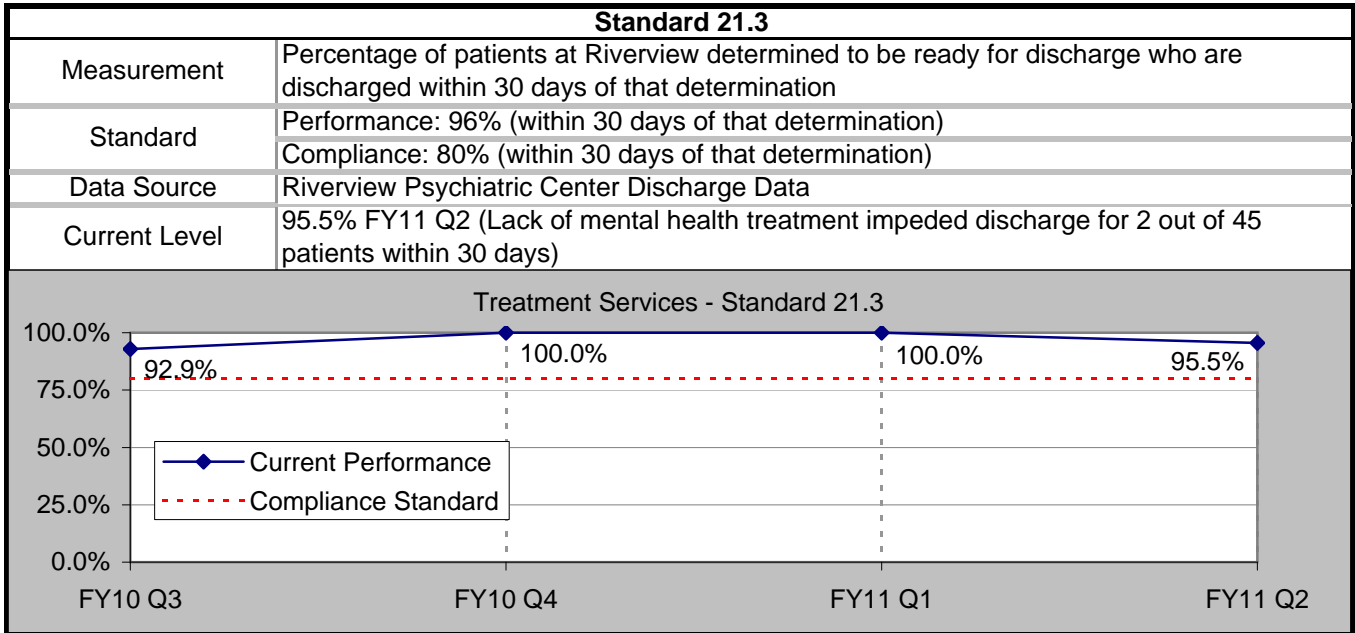 Standard 21.3
Measurement
Percentage of patients at Riverview determined to be ready for discharge who are
discharged within 30 days of that determination
Standard
Performance: 96% (within 30 days of that determination)
Compliance: 80% (within 30 days of that determination)
Data Source
Riverview Psychiatric Center Discharge Data
Current Level
95.5% FY11 Q2 (Lack of mental health treatment impeded discharge for 2 out of 45
patients within 30 days)
Treatment Services - Standard 21.3
100.0%
75.0%
50.0%
25.0%
0.0%
92.9%
100.0%
100.0%
95.5%
Current Performance
Compliance Standard
FY10 Q3
FY10 Q4
FY11 Q1
FY11 Q2